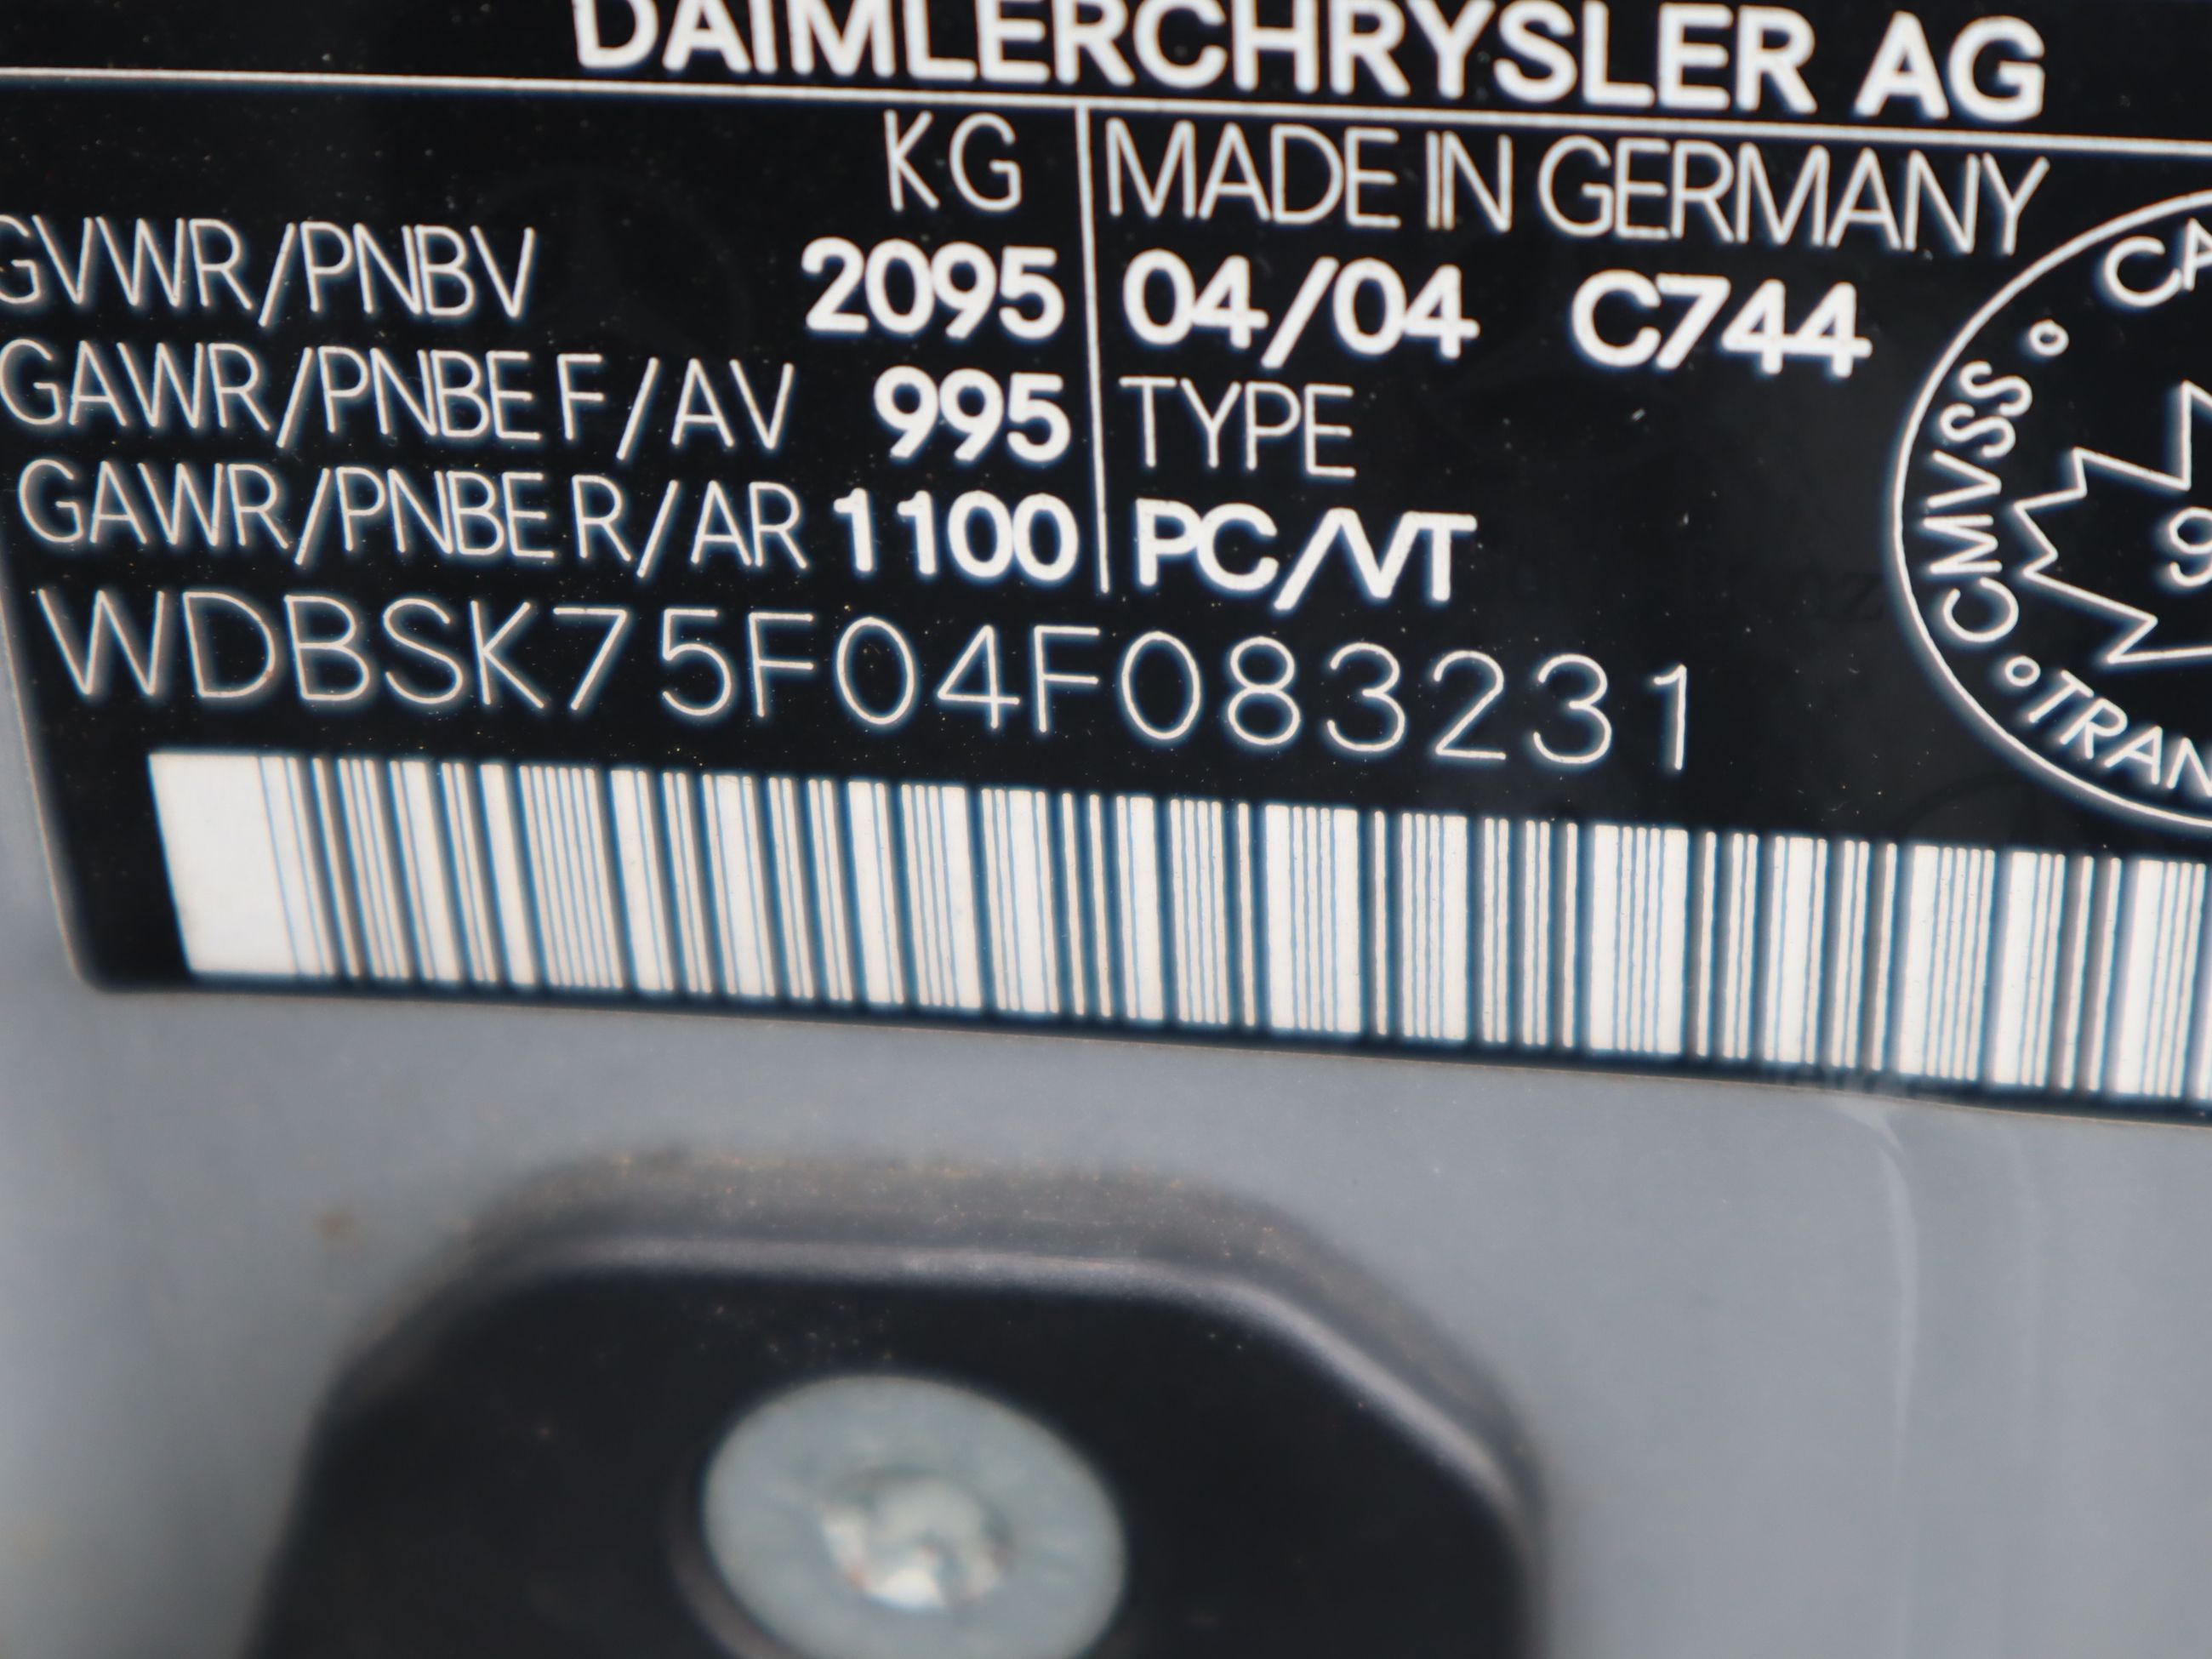 DAIMLERCHRYSLER AG
KG
MADE IN GERMANY
GVWR/PNBV 2095
04/04 C744
GAWR/PNBE F/AV 995
TYPE
GAWR/PNBE R/AR 1100
PC/VT
WDBSK75F04F083231
CMVSS